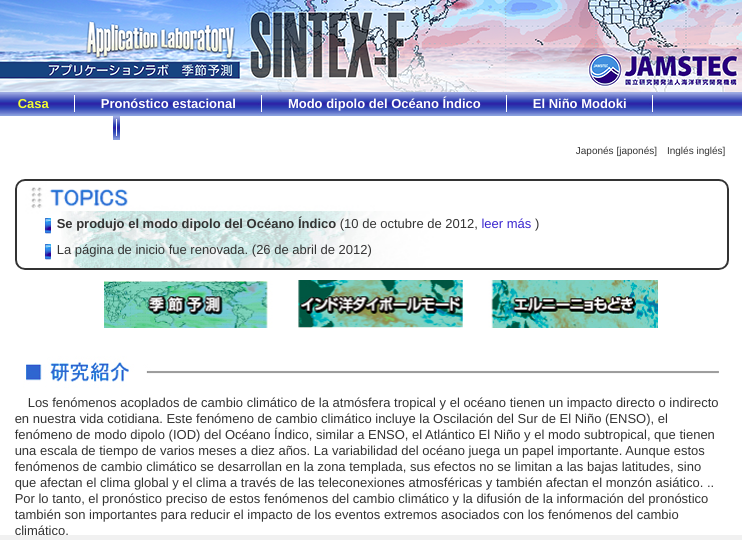 Application Laboratory
SINTEX-F
アプリケーションラボ 季節予測
JAMSTEC
国立研究開発法人海洋研究開発機構
Casa Pronóstico estacional Modo dipolo del Océano Índico El Niño Modoki
Japonés [japonés] Inglés inglés]
TOPICS
Se produjo el modo dipolo del Océano Índico (10 de octubre de 2012, leer más )
La página de inicio fue renovada. (26 de abril de 2012)
季節予測 インド洋ダイポールモード エルニーニョもどき
研究紹介
Los fenómenos acoplados de cambio climático de la atmósfera tropical y el océano tienen un impacto directo o indirecto
en nuestra vida cotidiana. Este fenómeno de cambio climático incluye la Oscilación del Sur de El Niño (ENSO), el
fenómeno de modo dipolo (IOD) del Océano Índico, similar a ENSO, el Atlántico El Niño y el modo subtropical, que tienen
una escala de tiempo de varios meses a diez años. La variabilidad del océano juega un papel importante. Aunque estos
fenómenos de cambio climático se desarrollan en la zona templada, sus efectos no se limitan a las bajas latitudes, sino
que afectan el clima global y el clima a través de las teleconexiones atmosféricas y también afectan el monzón asiático. ..
Por lo tanto, el pronóstico preciso de estos fenómenos del cambio climático y la difusión de la información del pronóstico
también son importantes para reducir el impacto de los eventos extremos asociados con los fenómenos del cambio
climático.